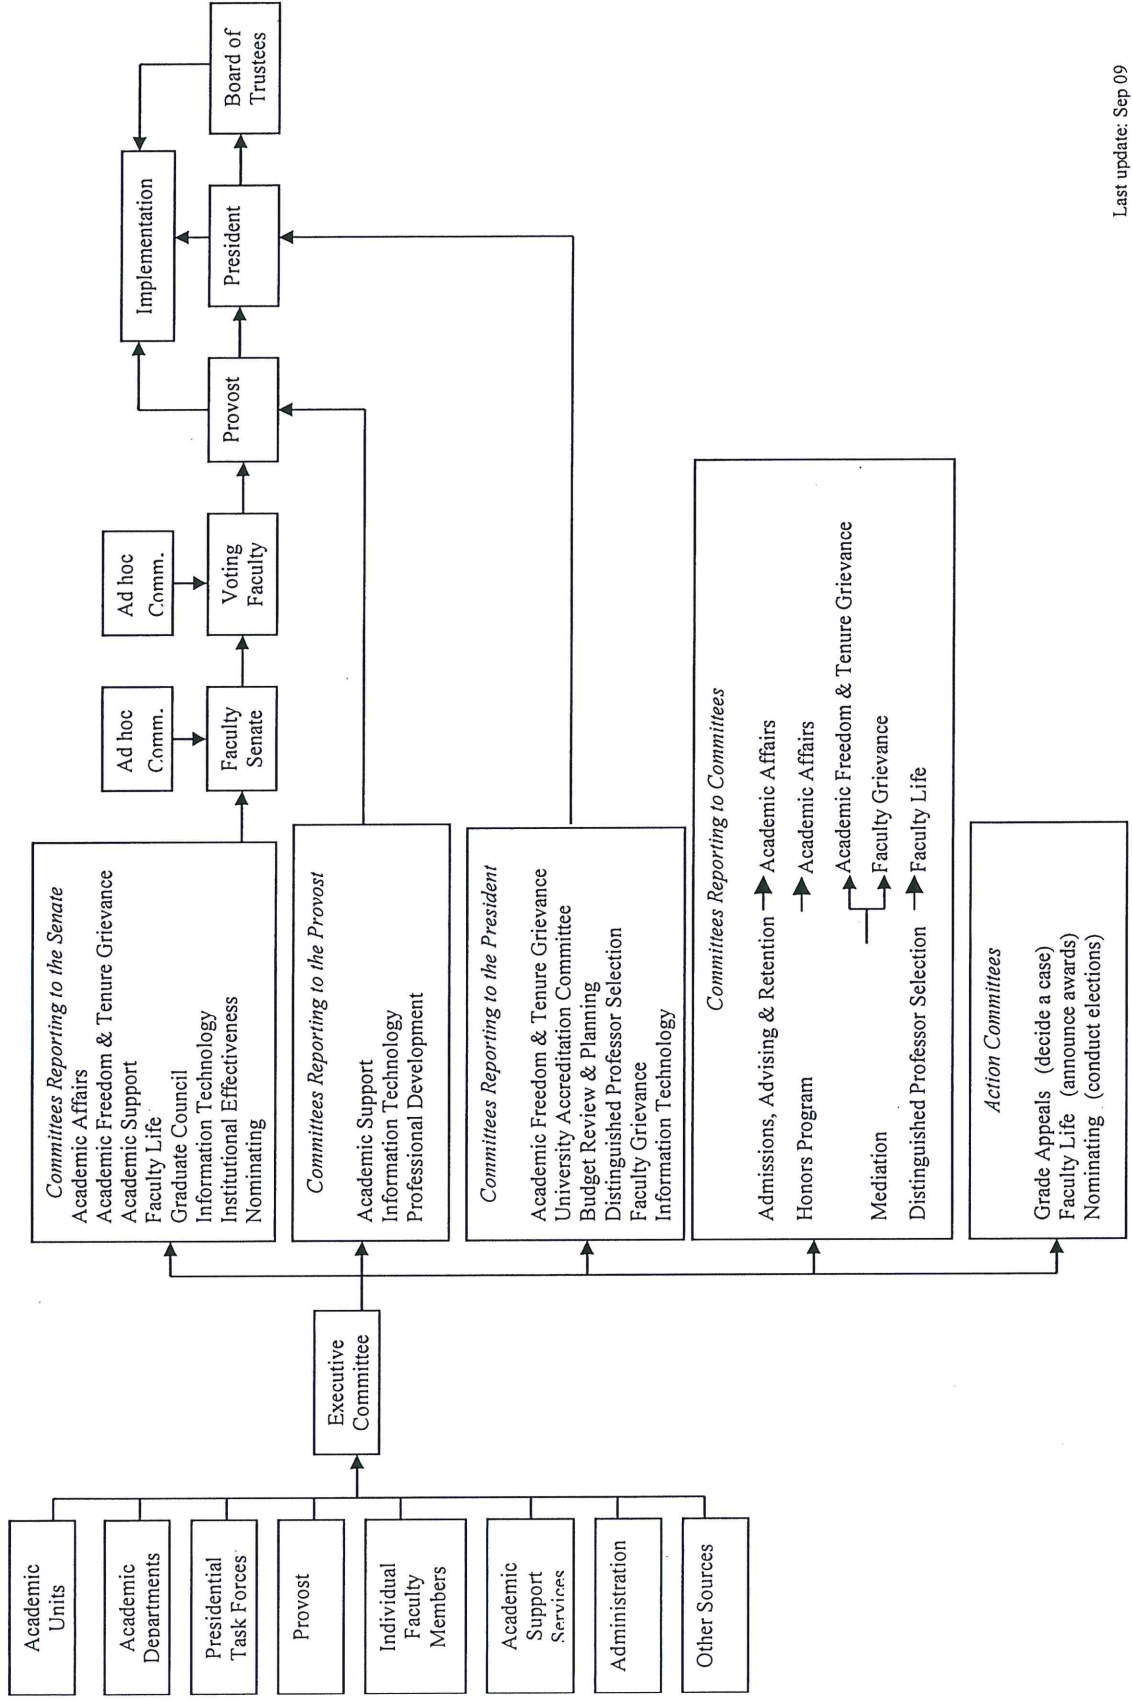 Academic
Units
Academic
Departments
Presidential
Task Forces
Provost
Individual
Faculty
Members
Academic
Support
Services
Administration
Other Sources
Executive
Committee
Committees Reporting to the Senate
Academic Affairs
Academic Freedom & Tenure Grievance
Academic Support
Faculty Life
Graduate Council
Information Technology
Institutional Effectiveness
Nominating
Committees Reporting to the Provost
Academic Support
Information Technology
Professional Development
Committees Reporting to the President
Academic Freedom & Tenure Grievance
University Accreditation Committee
Budget Review & Planning
Distinguished Professor Selection
Faculty Grievance
Information Technology
Committees Reporting to Committees
Admissions, Advising & Retention
Academic Affairs
Honors Program
Academic Affairs
Academic Freedom & Tenure Grievance
Mediation
Faculty Grievance
Distinguished Professor Selection
Faculty Life
Action Committees
Grade Appeals (decide a case)
Faculty Life (announce awards)
Nominating (conduct elections)
Ad hoc
Comm.
Faculty
Senate
Ad hoc
Comm.
Voting
Faculty
Provost
Implementation
President
Board of
Trustees
Last update: Sep 09